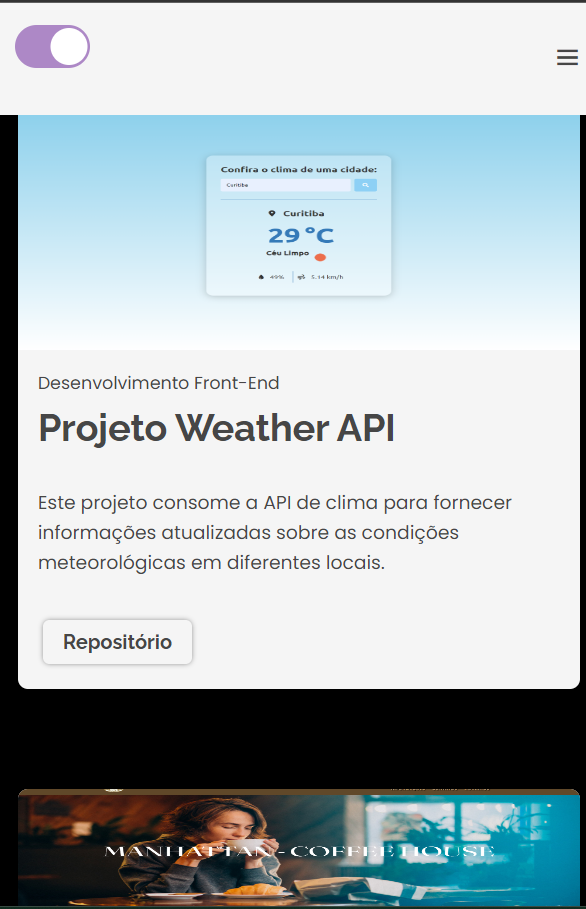 Confira o clima de uma cidade:
Curitiba
Curitiba
29 °C
Céu Limpo
49%
5.14 km/h
Desenvolvimento Front-End
Projeto Weather API
Este projeto consome a API de clima para fornecer
informações atualizadas sobre as condições
meteorológicas em diferentes locais.
Repositório
MANHATTAN-COFFEE HOUSE